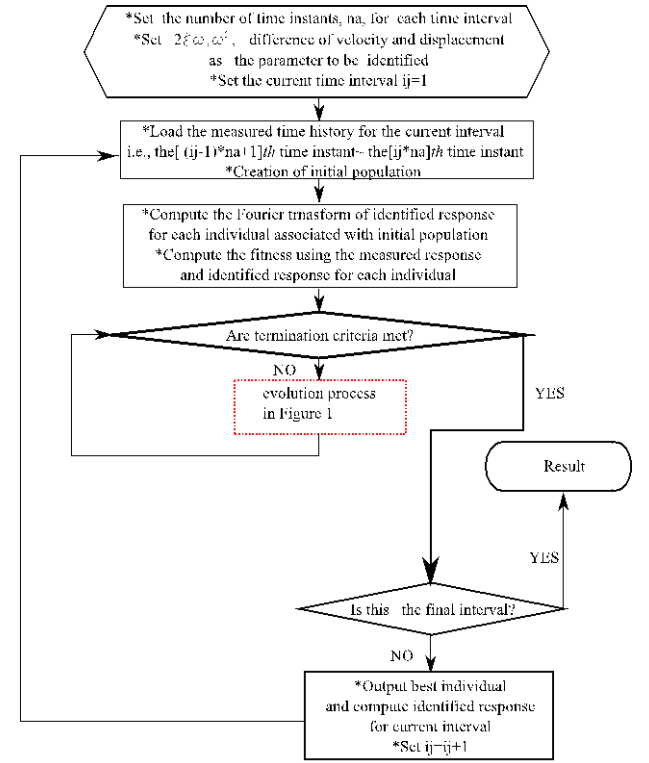 *Set the number of time instants, na, for each time interval
*Set 2ξω, ω², difference of velocity and displacement
as the parameter to be identified
*Set the current time interval ij=1
*Load the measured time history for the current interval
i.e., the[ (ij-1)*na+1]th time instant~ the[ij*na]th time instant
*Creation of initial population
*Compute the Fourier trnasform of identified response
for each individual associated with initial population
*Compute the fitness using the measured response
and identified response for each individual
Are termination criteria met?
NO
YES
evolution process
in Figure 1
Result
YES
Is this the final interval?
NO
*Output best individual
and compute identified response
for current interval
*Set ij=ij+1